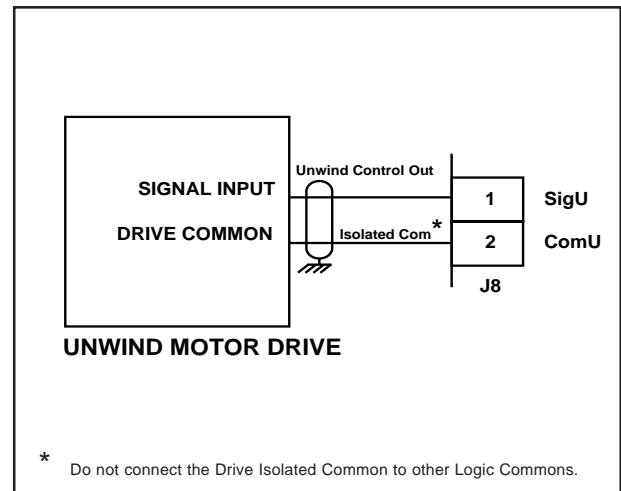 Unwind Control Out
SIGNAL INPUT
1
SigU
DRIVE COMMON
Isolated Com*
2
ComU
J8
UNWIND MOTOR DRIVE
* Do not connect the Drive Isolated Common to other Logic Commons.